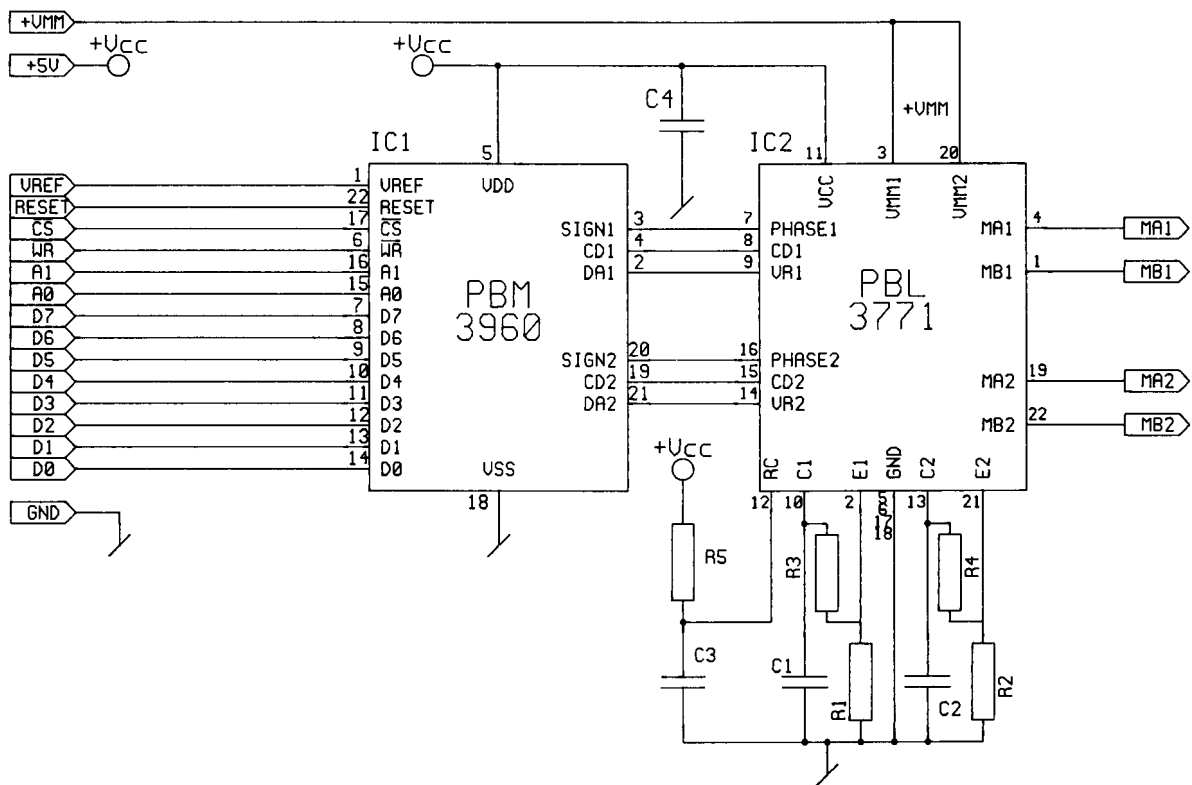 +VMM
+5V
+Vcc
+Vcc
C4
+VMM
IC1
IC2
5
11
3
20
VDD
VCC
VMM1
VMM2
VREF
1
VREF
RESET
22
RESET
CS
17
CS
WR
6
WR
A1
16
A1
A0
15
A0
D7
7
D7
D6
8
D6
D5
9
D5
D4
10
D4
D3
11
D3
D2
12
D2
D1
13
D1
D0
14
D0
PBM
3960
SIGN1
3
7
PHASE1
CD1
4
8
CD1
DA1
2
9
VR1
SIGN2
20
16
PHASE2
CD2
19
15
CD2
DA2
21
14
VR2
PBL
3771
MA1
4
MA1
MB1
1
MB1
MA2
19
MA2
MB2
22
MB2
VSS
18
GND
+Vcc
RC
C1
E1
GND
C2
E2
12
10
2
5
6
17
18
13
21
R5
R3
R4
C3
C1
R1
C2
R2